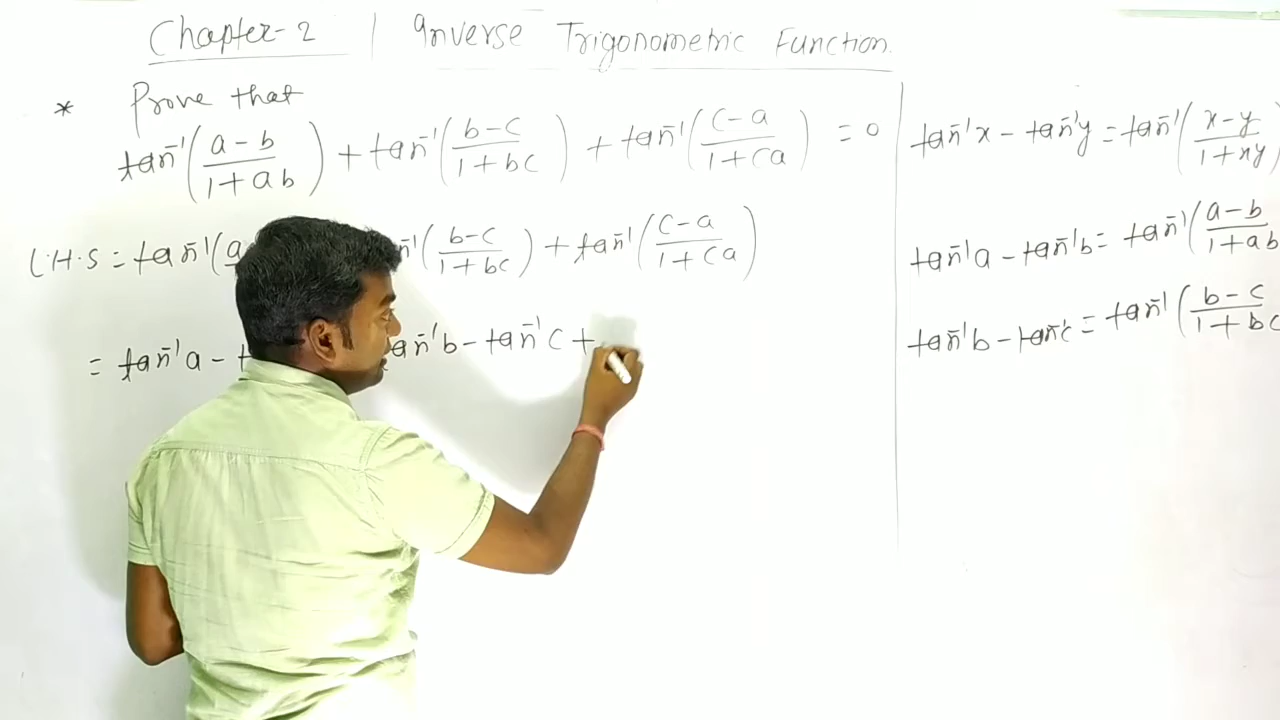 Chapter-2 | Inverse Trigonometric Function.
* Prove that
tan⁻¹((a-b)/(1+ab)) + tan⁻¹((b-c)/(1+bc)) + tan⁻¹((c-a)/(1+ca)) = 0
L.H.S = tan⁻¹(a ((b-c)/(1+bc)) + tan⁻¹((c-a)/(1+ca))
= tan⁻¹a - tan⁻¹b - tan⁻¹c +
tan⁻¹x - tan⁻¹y = tan⁻¹((x-y)/(1+xy))
tan⁻¹a - tan⁻¹b = tan⁻¹((a-b)/(1+ab
tan⁻¹b - tan⁻¹c = tan⁻¹((b-c)/(1+bc